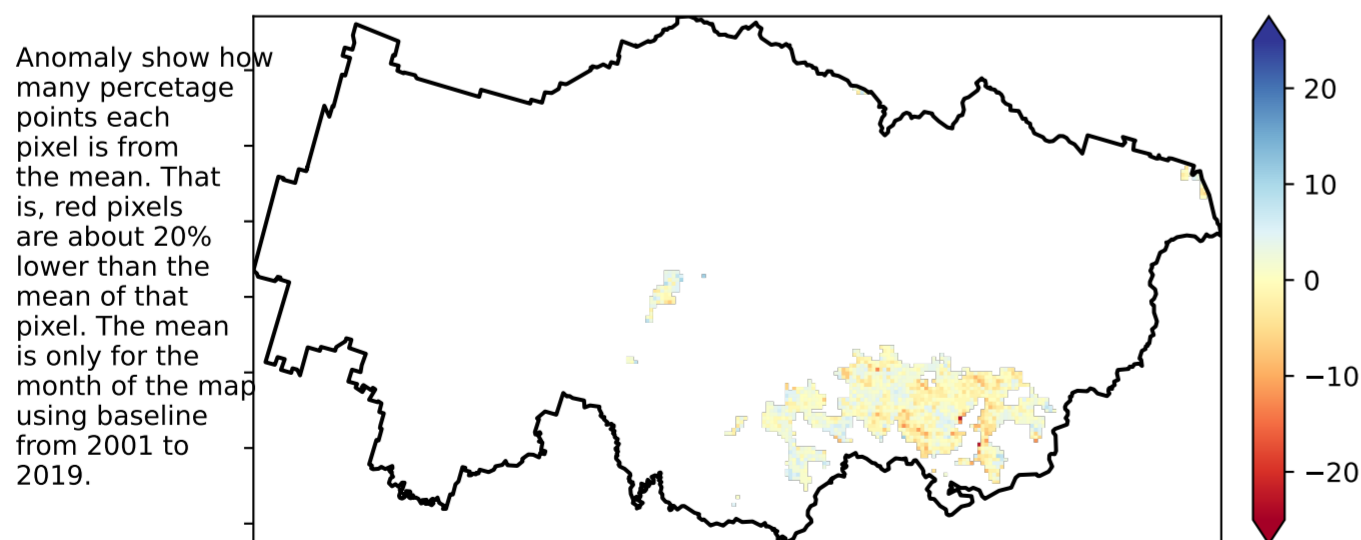 Anomaly show how
many percetage
points each
pixel is from
the mean. That
is, red pixels
are about 20%
lower than the
mean of that
pixel. The mean
is only for the
month of the map
using baseline
from 2001 to
2019.
20
10
0
−10
−20